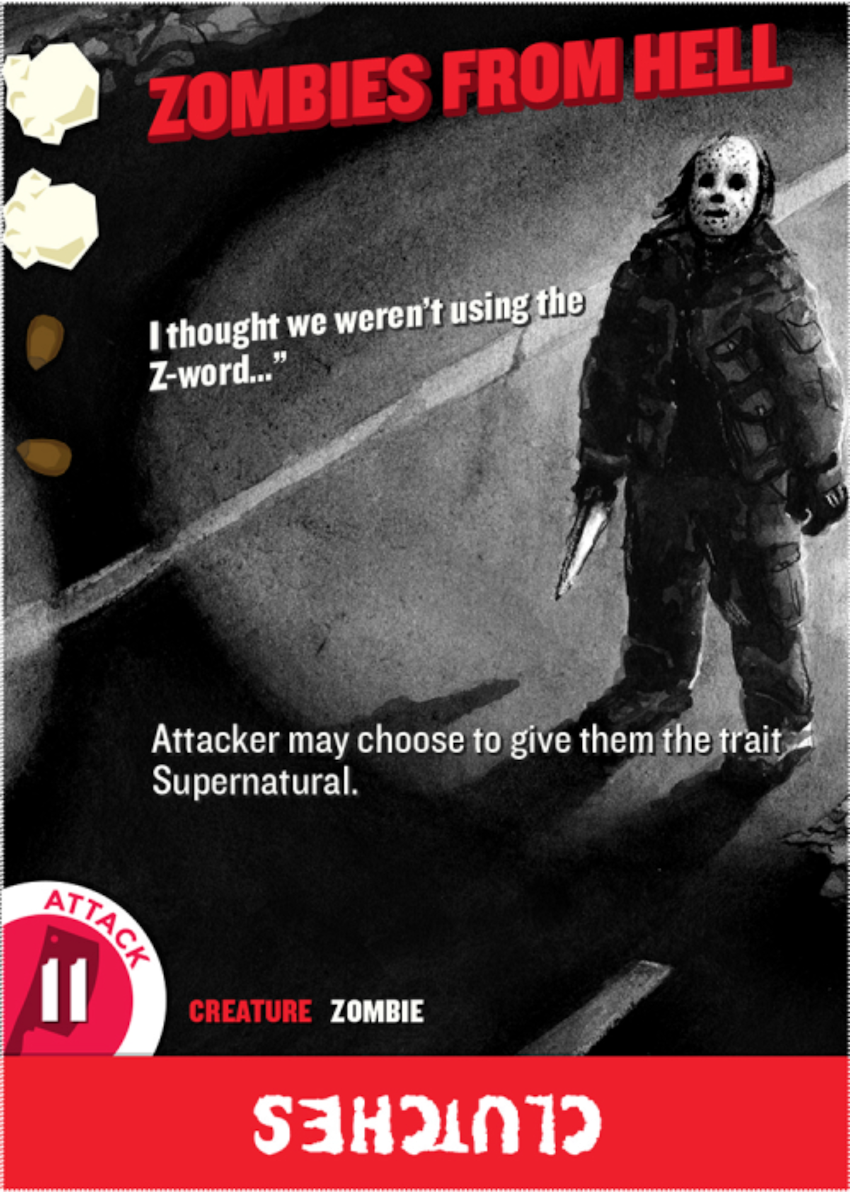 ZOMBIES FROM HELL
I thought we weren't using the
Z-word..."
Attacker may choose to give them the trait
Supernatural.
ATTACK
11
CREATURE ZOMBIE
CLUTCHES